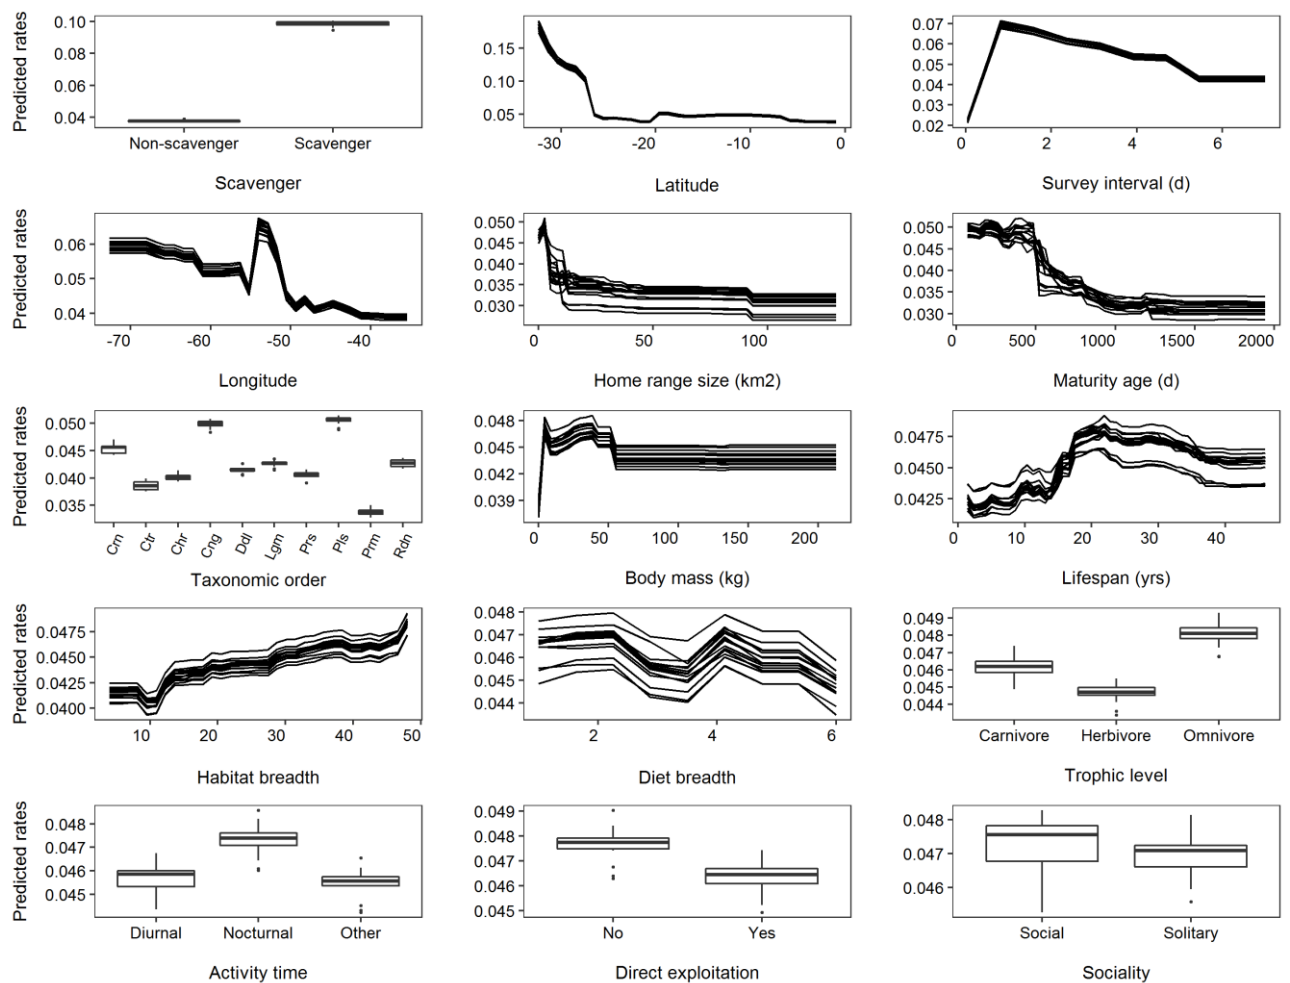 Predicted rates
0.10
0.08
0.06
0.04
Non-scavenger Scavenger
Scavenger
0.15
0.10
0.05
-30 -20 -10 0
Latitude
0.07
0.06
0.05
0.04
0.03
0.02
0 2 4 6
Survey interval (d)
Predicted rates
0.06
0.05
0.04
-70 -60 -50 -40
Longitude
0.050
0.045
0.040
0.035
0.030
0 50 100
Home range size (km2)
0.050
0.045
0.040
0.035
0.030
0 500 1000 1500 2000
Maturity age (d)
Predicted rates
0.050
0.045
0.040
0.035
Crn Ctr Chr Cng Ddl Lgm Prs Pls Prm Rdn
Taxonomic order
0.048
0.045
0.042
0.039
0 50 100 150 200
Body mass (kg)
0.0475
0.0450
0.0425
0 10 20 30 40
Lifespan (yrs)
Predicted rates
0.0475
0.0450
0.0425
0.0400
10 20 30 40 50
Habitat breadth
0.048
0.047
0.046
0.045
0.044
2 4 6
Diet breadth
0.049
0.048
0.047
0.046
0.045
0.044
Carnivore Herbivore Omnivore
Trophic level
Predicted rates
0.048
0.047
0.046
0.045
Diurnal Nocturnal Other
Activity time
0.049
0.048
0.047
0.046
0.045
No Yes
Direct exploitation
0.048
0.047
0.046
Social Solitary
Sociality